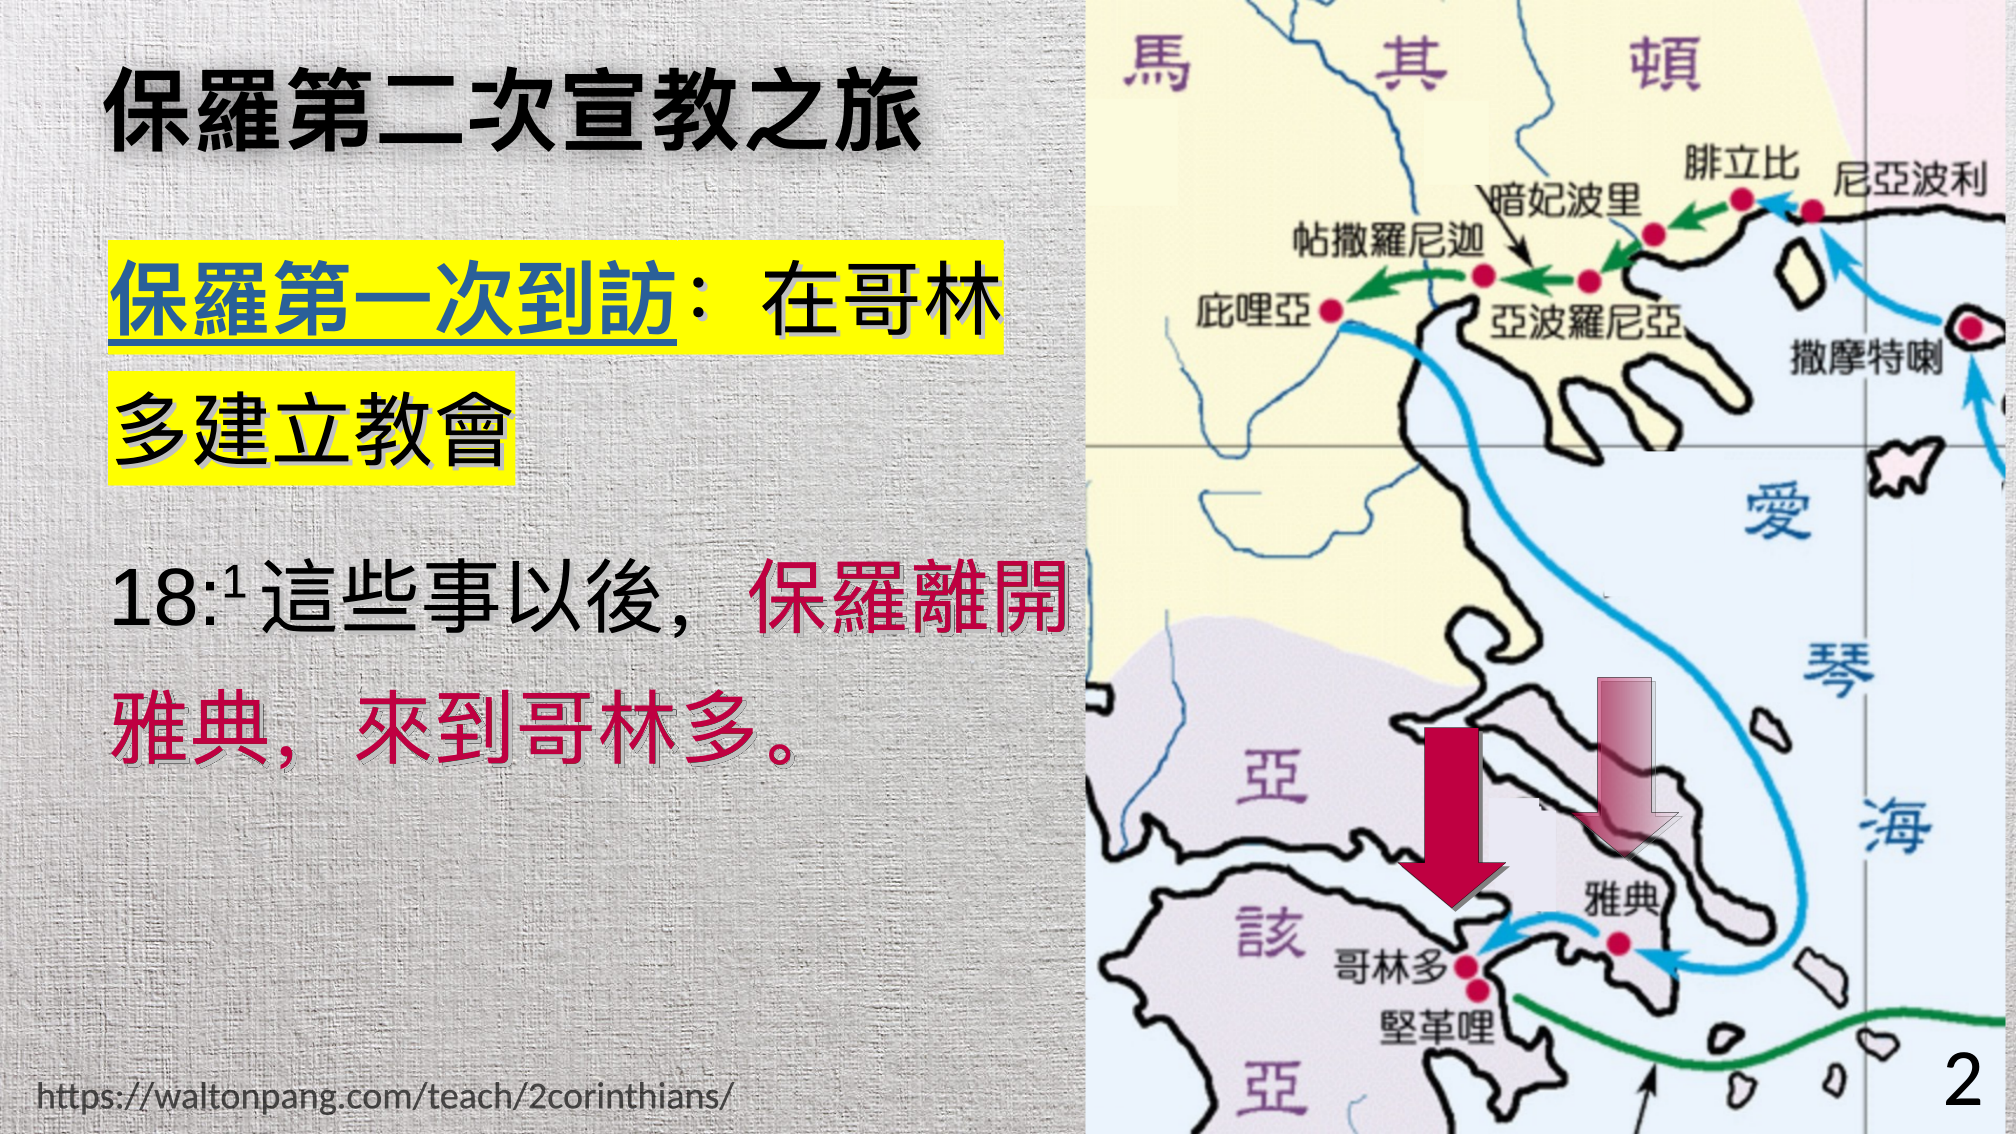 保羅第二次宣教之旅
保羅第一次到訪：在哥林
多建立教會
18:1 這些事以後，保羅離開
雅典，來到哥林多。
https://waltonpang.com/teach/2corinthians/
馬其頓
腓立比
尼亞波利
暗妃波里
帖撒羅尼迦
庇哩亞
亞波羅尼亞
撒摩特喇
愛琴海
亞該亞
雅典
哥林多
堅革哩
2